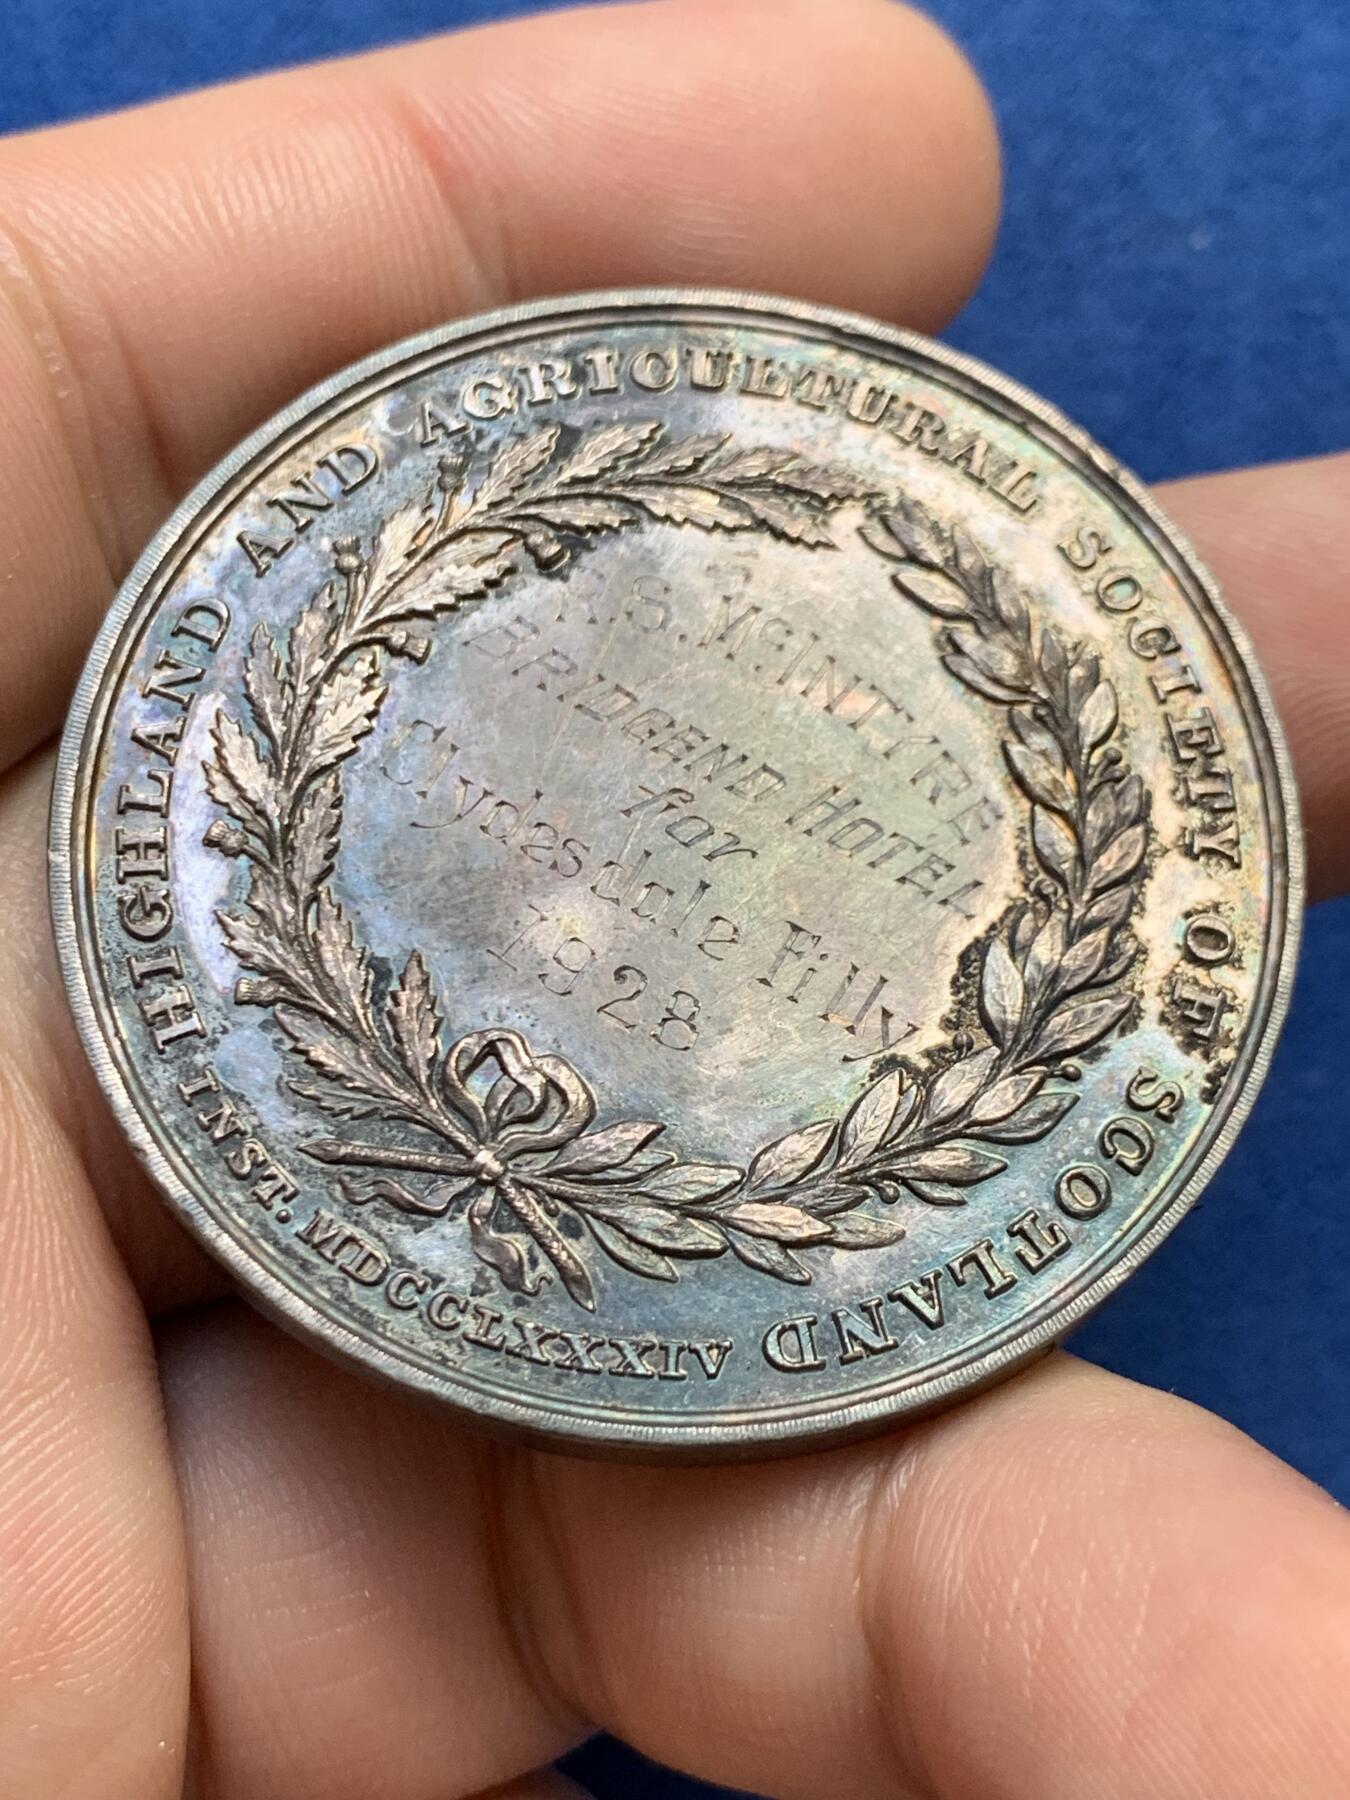 HIGHLAND AND AGRICULTURAL SOCIETY OF SCOTLAND
INST. MDCCLXXXIV
R.S. McINTYRE
BRIDGEND HOTEL
for
Clydesdale Filly
1928